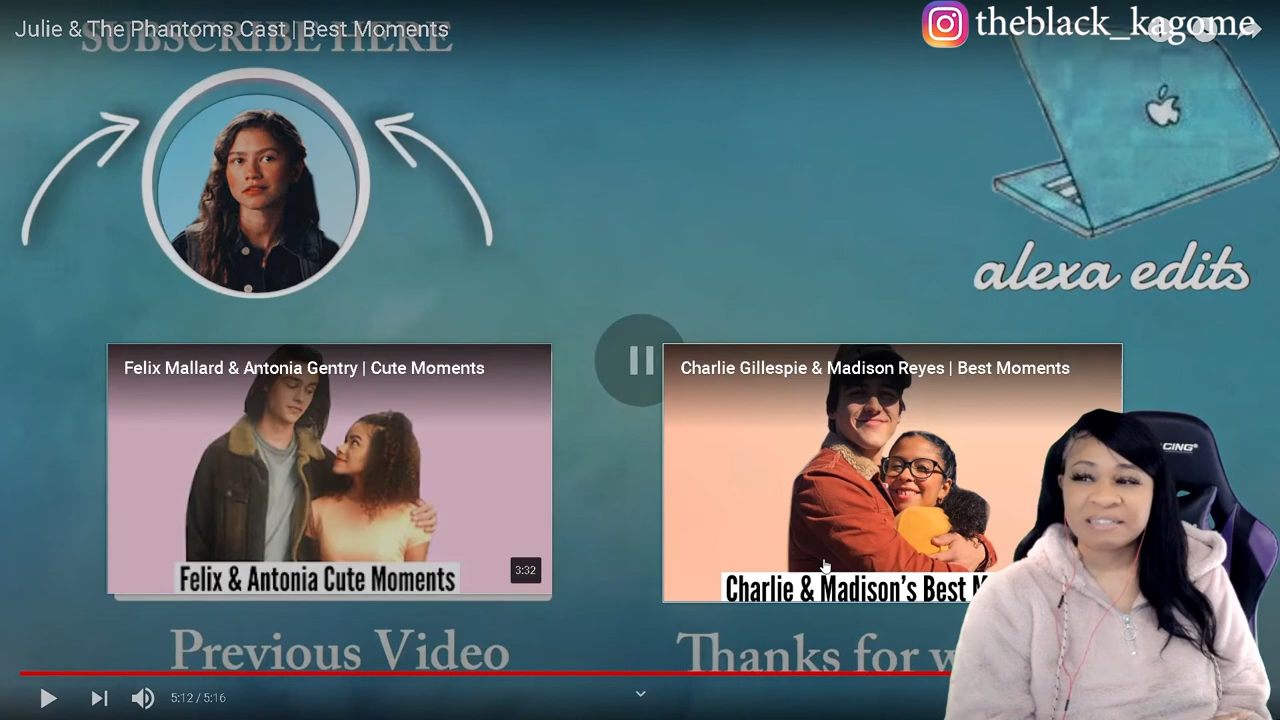 Julie & The Phantoms Cast | Best Moments
SUBSCRIBE HERE
theblack_kagome
alexa edits
Felix Mallard & Antonia Gentry | Cute Moments
Charlie Gillespie & Madison Reyes | Best Moments
CING
3:32
Felix & Antonia Cute Moments
Charlie & Madison's Best
Previous Video
Thanks for
5:12 / 5:16